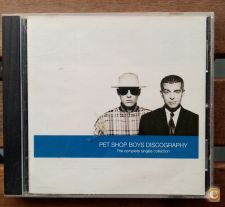 PET SHOP BOYS DISCOGRAPHY
The complete singles collection